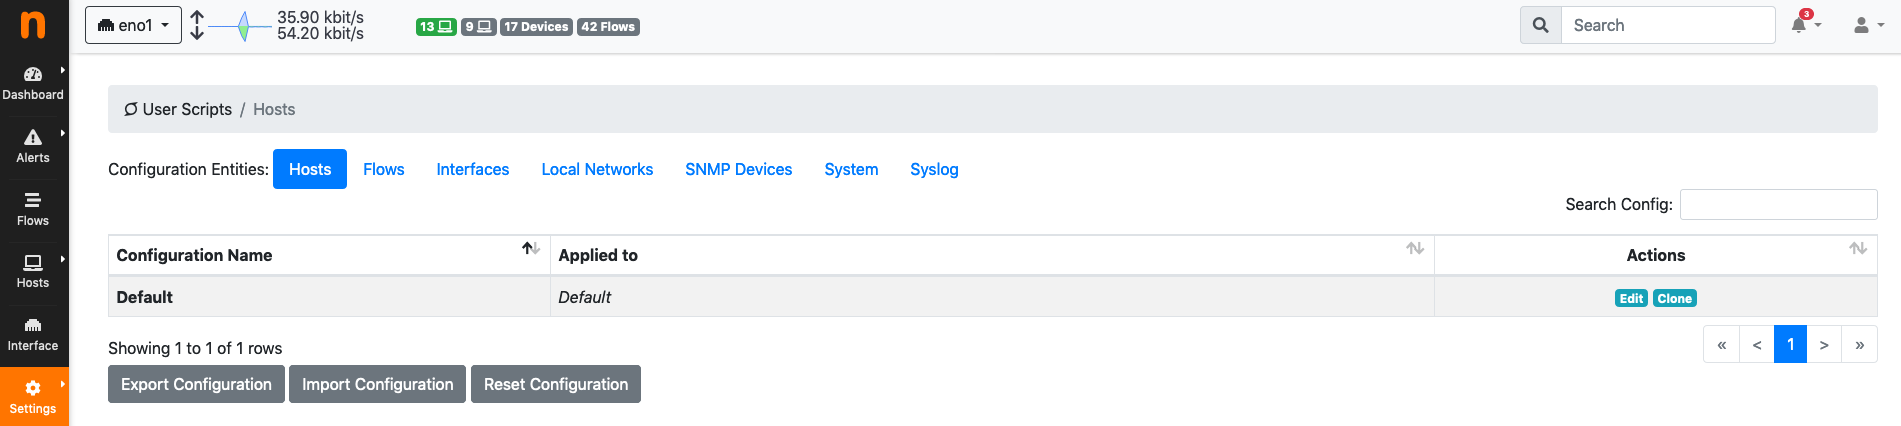 n
eno1
35.90 kbit/s
54.20 kbit/s
13
9
17 Devices
42 Flows
Search
3
Dashboard
Alerts
Flows
Hosts
Interface
Settings
User Scripts / Hosts
Configuration Entities: Hosts Flows Interfaces Local Networks SNMP Devices System Syslog
Search Config:
Configuration Name Applied to Actions
Default Default Edit Clone
Showing 1 to 1 of 1 rows
« < 1 > »
Export Configuration Import Configuration Reset Configuration